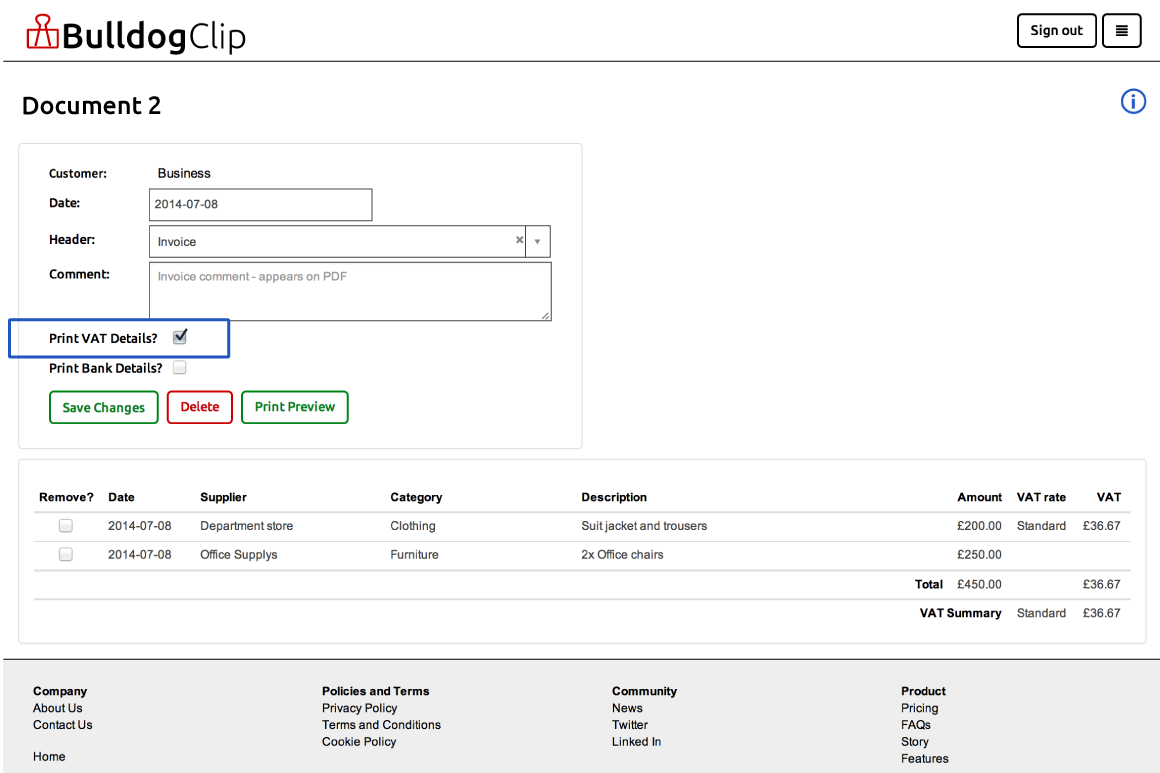 BulldogClip
Sign out
Document 2
Customer: Business
Date: 2014-07-08
Header: Invoice
Comment: Invoice comment - appears on PDF
Print VAT Details?
Print Bank Details?
Save Changes Delete Print Preview
Remove? Date Supplier Category Description Amount VAT rate VAT
2014-07-08 Department store Clothing Suit jacket and trousers £200.00 Standard £36.67
2014-07-08 Office Supplys Furniture 2x Office chairs £250.00
Total £450.00 £36.67
VAT Summary Standard £36.67
Company
About Us
Contact Us
Home
Policies and Terms
Privacy Policy
Terms and Conditions
Cookie Policy
Community
News
Twitter
Linked In
Product
Pricing
FAQs
Story
Features